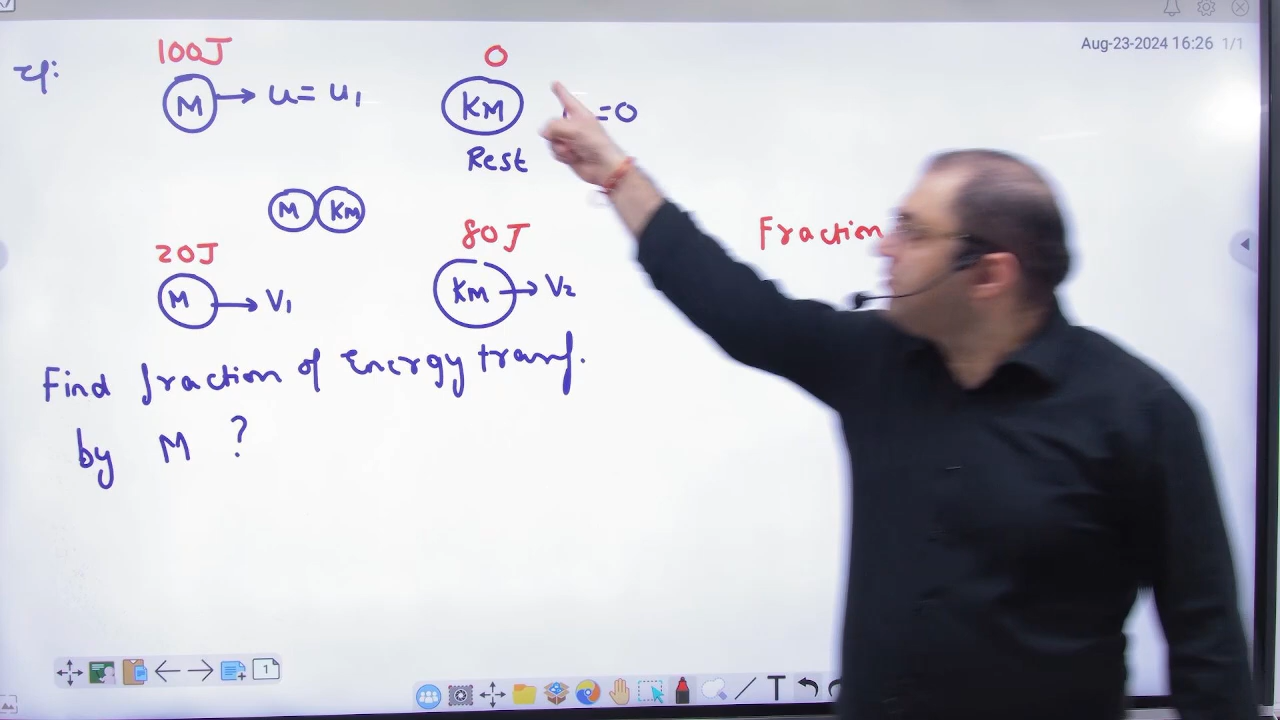 Aug-23-2024 16:26 1/1
100J
M → u = u₁
0
KM
=0
Rest
M KM
20J
M → V₁
80J
KM → V₂
Fraction
Find fraction of Energy transf.
by M ?
1
T